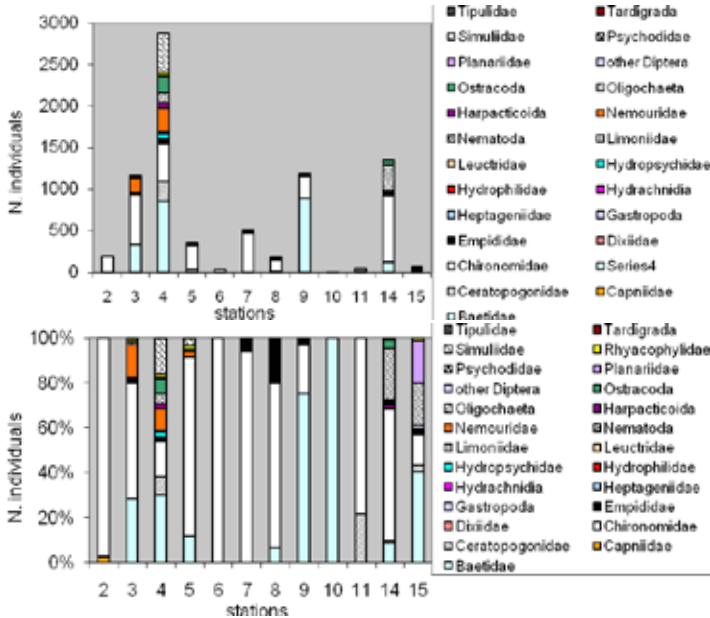 3000
2500
2000
1500
1000
500
0
N. individuals
2 3 4 5 6 7 8 9 10 11 14 15
stations
Tipulidae Tardigrada
Simuliidae Psychodidae
Planariidae other Diptera
Ostracoda Oligochaeta
Harpacticoida Nemouridae
Nematoda Limoniidae
Leuctridae Hydropsychidae
Hydrophilidae Hydrachnidia
Heptageniidae Gastropoda
Empididae Dixiidae
Chironomidae Series4
Ceratopogonidae Capniidae
Baetidae
100%
80%
60%
40%
20%
0%
N. individuals
2 3 4 5 6 7 8 9 10 11 14 15
stations
Tipulidae Tardigrada
Simuliidae Rhyacophylidae
Psychodidae Planariidae
other Diptera Ostracoda
Oligochaeta Harpacticoida
Nemouridae Nematoda
Limoniidae Leuctridae
Hydropsychidae Hydrophilidae
Hydrachnidia Heptageniidae
Gastropoda Empididae
Dixiidae Chironomidae
Ceratopogonidae Capniidae
Baetidae